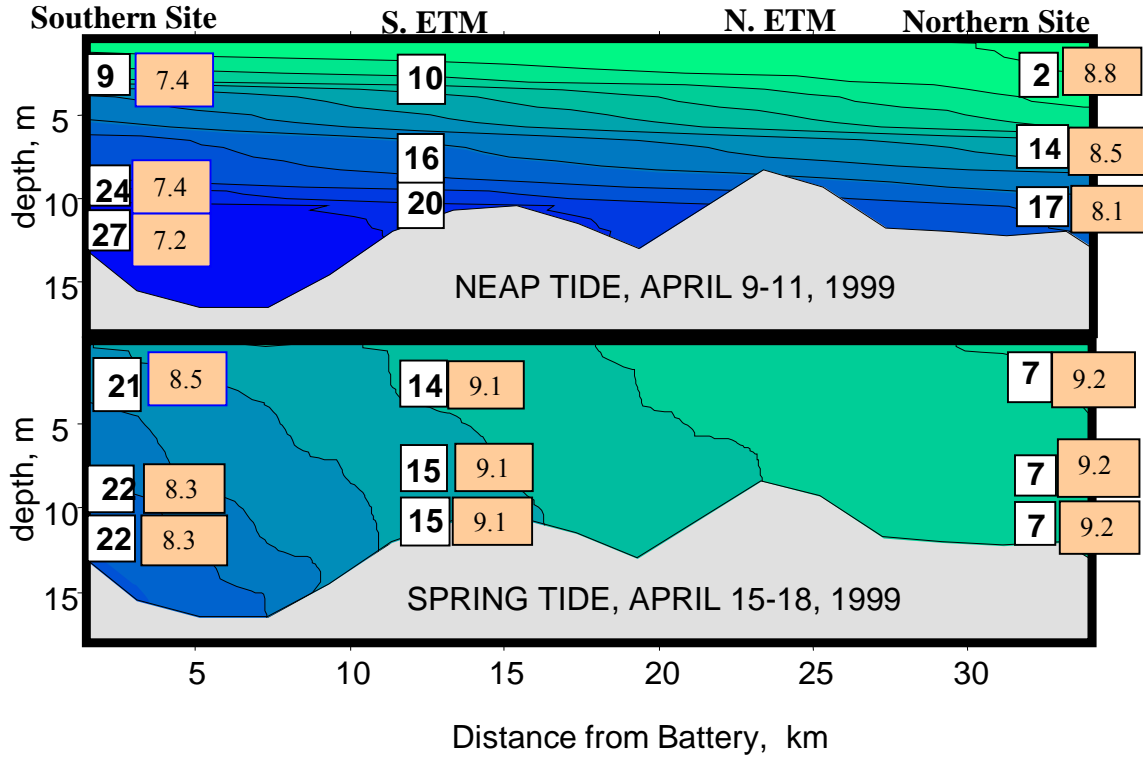 Southern Site S. ETM N. ETM Northern Site
9 7.4 10 2 8.8
5
16 14 8.5
24 7.4
10 20 17 8.1
27 7.2
15 NEAP TIDE, APRIL 9-11, 1999
depth, m
21 8.5 14 9.1 7 9.2
5
22 8.3 15 9.1 7 9.2
10
22 8.3 15 9.1 7 9.2
15 SPRING TIDE, APRIL 15-18, 1999
depth, m
5 10 15 20 25 30
Distance from Battery, km